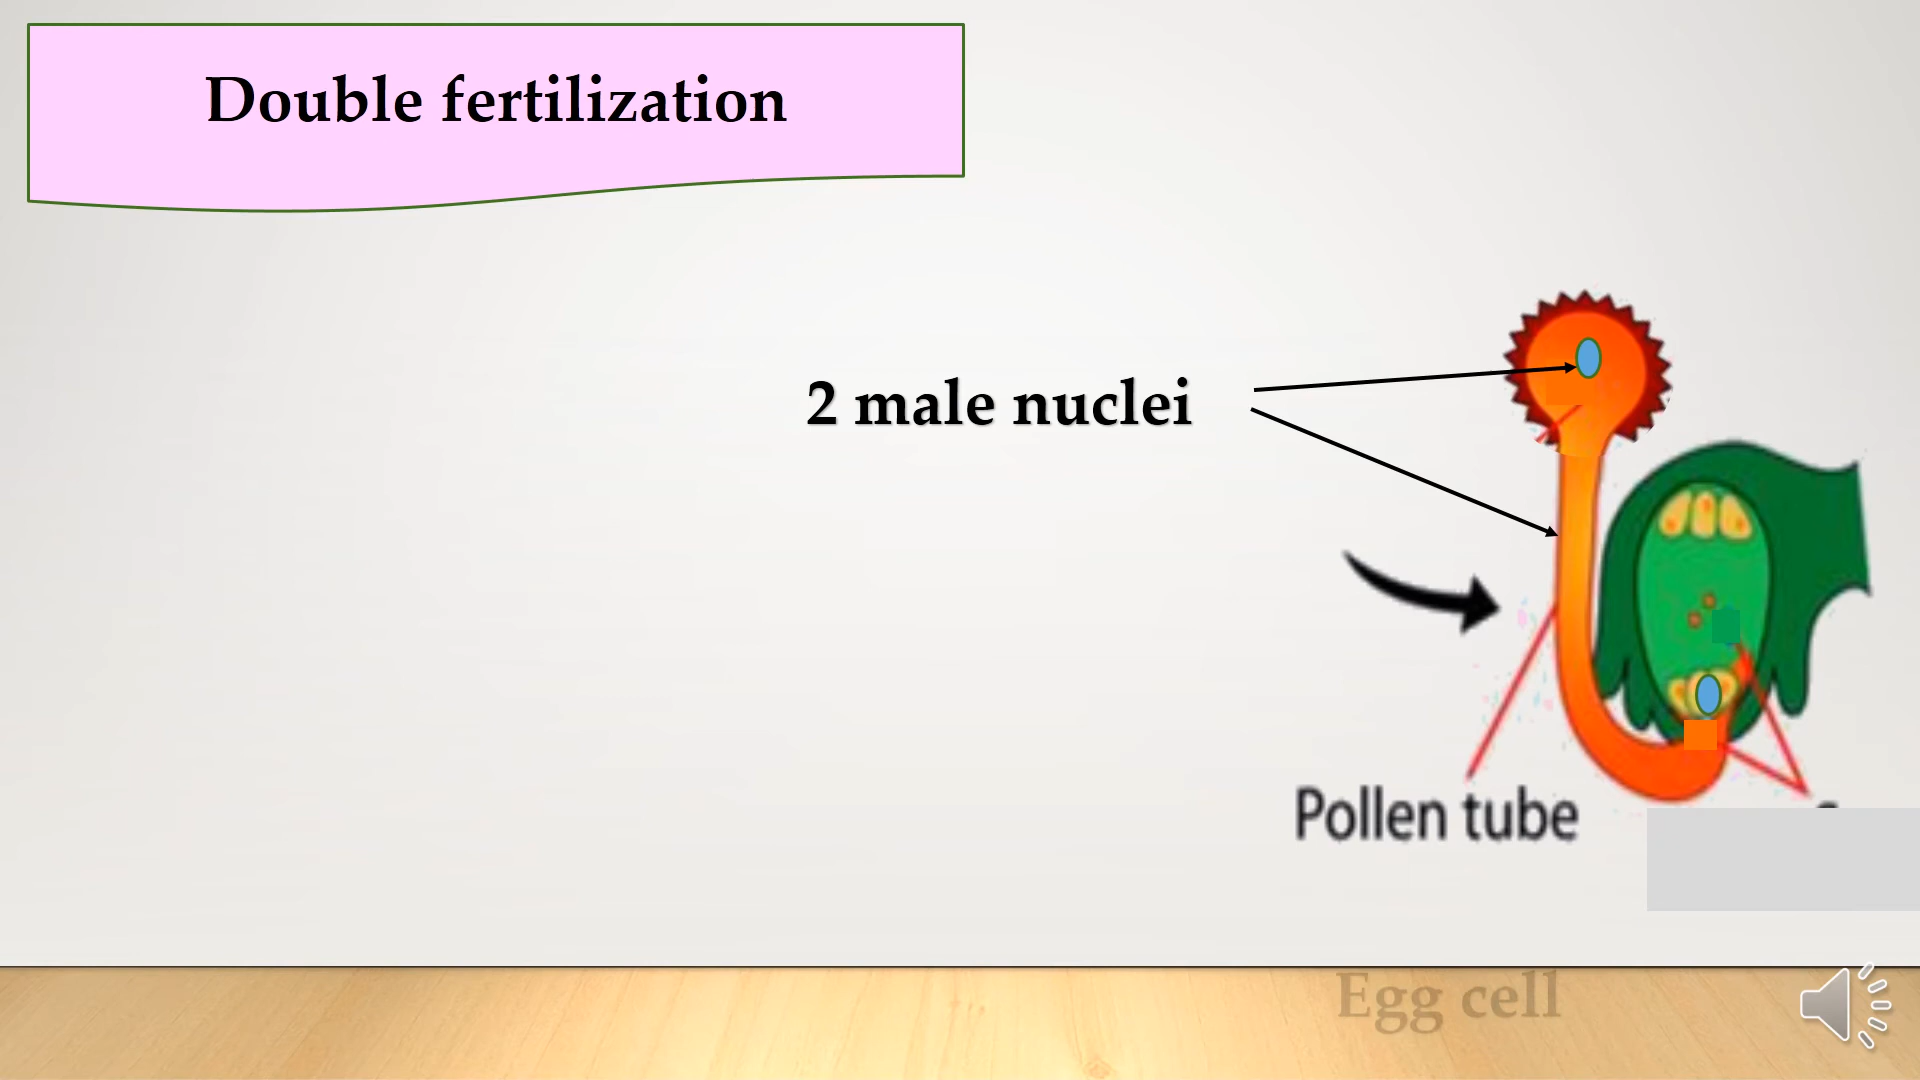 Double fertilization
2 male nuclei
Pollen tube
Egg cell